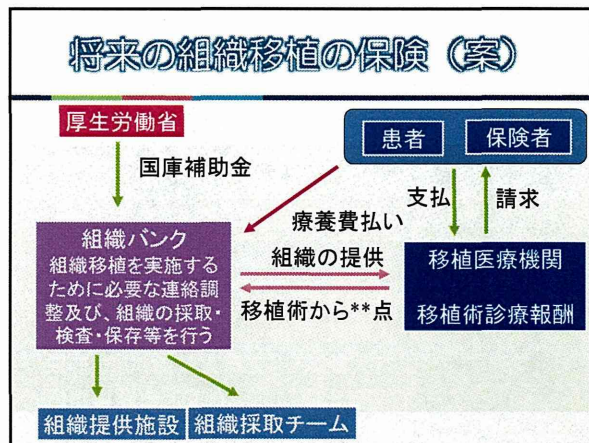 将来の組織移植の保険（案）
厚生労働省
患者
保険者
国庫補助金
支払
請求
療養費払い
組織バンク
組織移植を実施する
ために必要な連絡調
整及び、組織の採取・
検査・保存等を行う
組織の提供
移植術から**点
移植医療機関
移植術診療報酬
組織提供施設
組織採取チーム